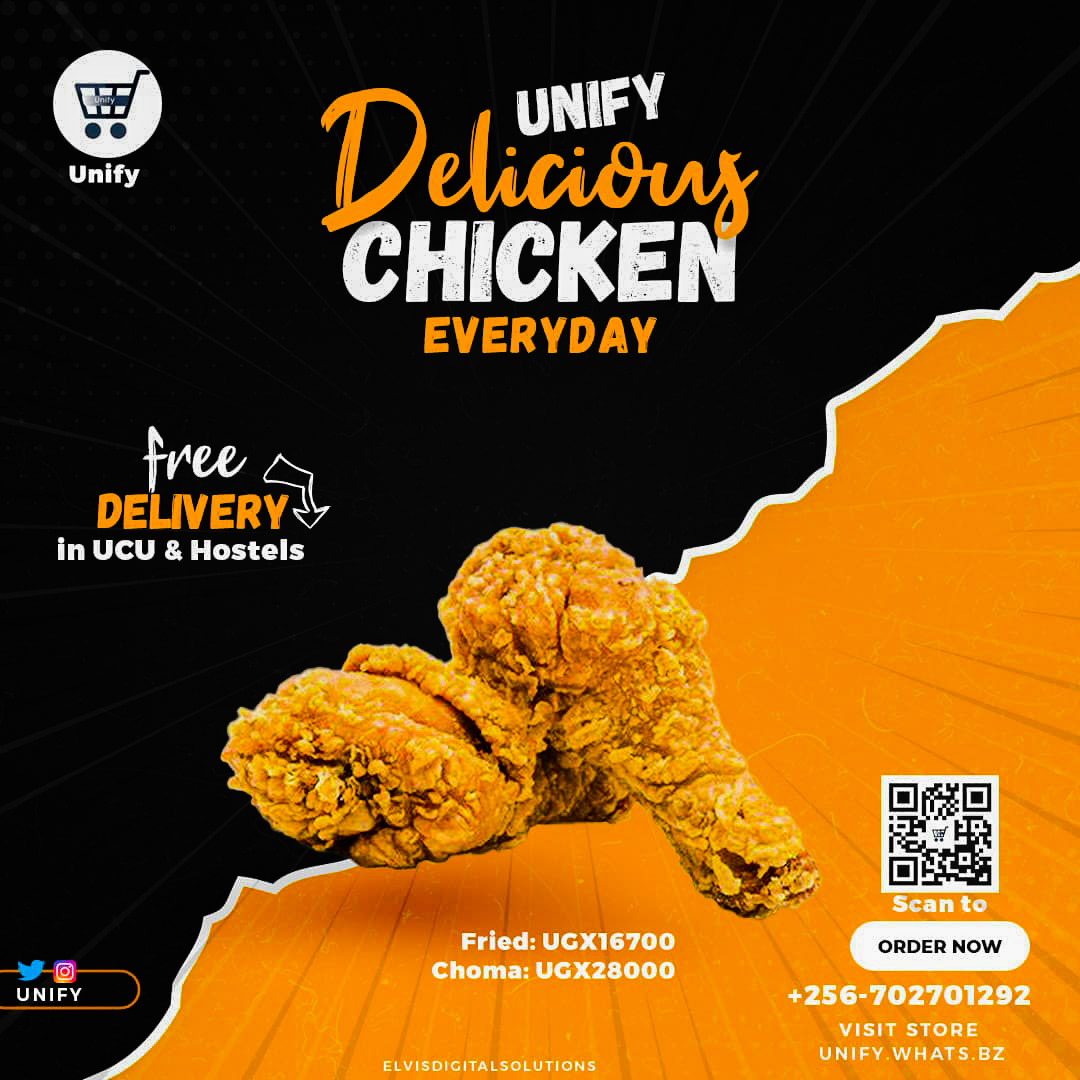 Unify
Unify
UNIFY
Delicious
CHICKEN
EVERYDAY
free
DELIVERY
in UCU & Hostels
Fried: UGX16700
Choma: UGX28000
Scan to
ORDER NOW
+256-702701292
VISIT STORE
UNIFY.WHATS.BZ
UNIFY
ELVISDIGITALSOLUTIONS